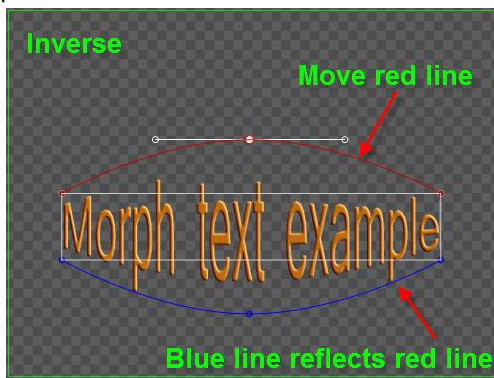 Inverse
Move red line
Morph text example
Blue line reflects red line